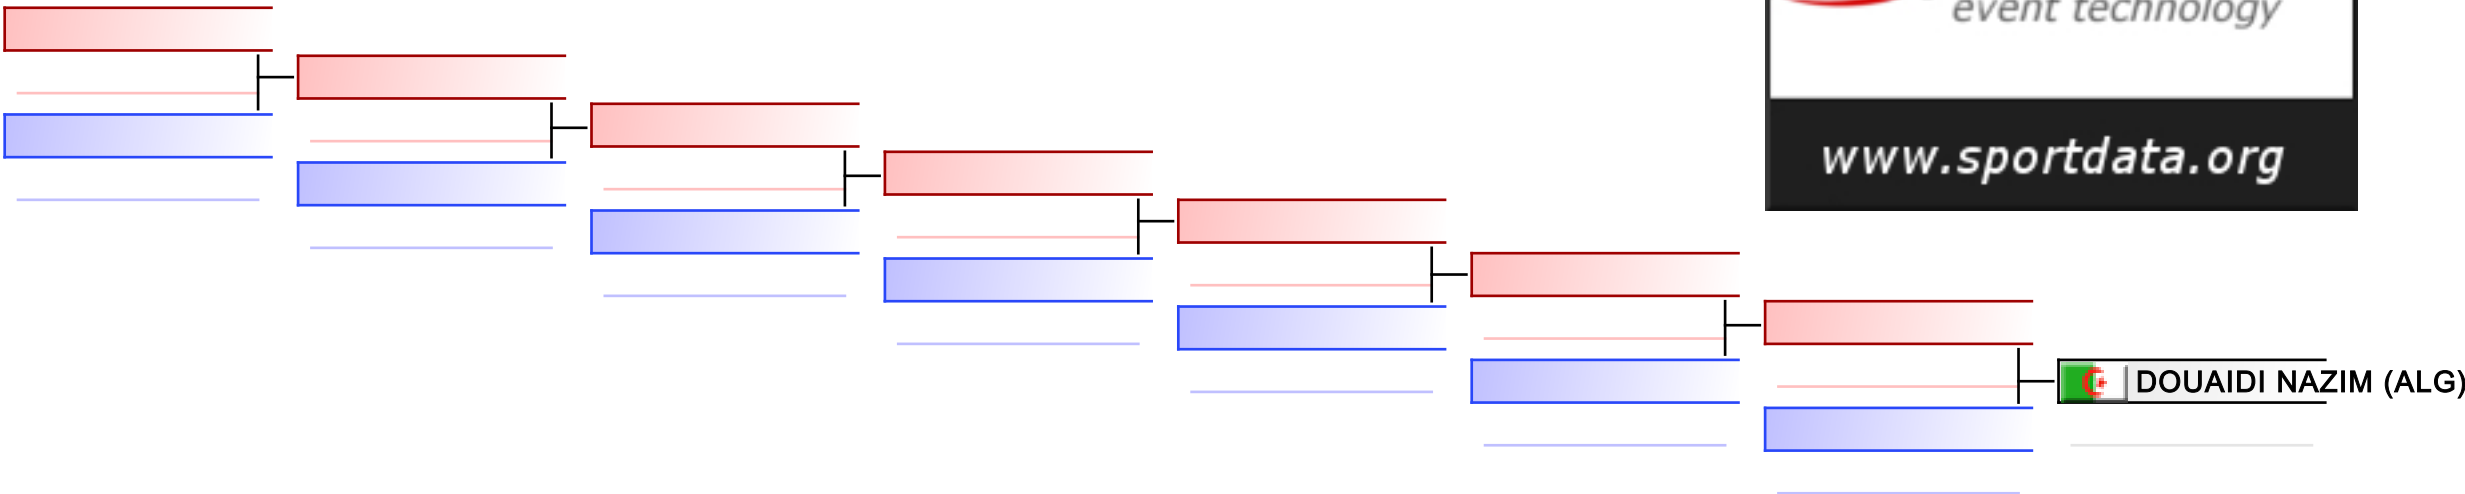 event technology
www.sportdata.org
DOUAIDI NAZIM (ALG)